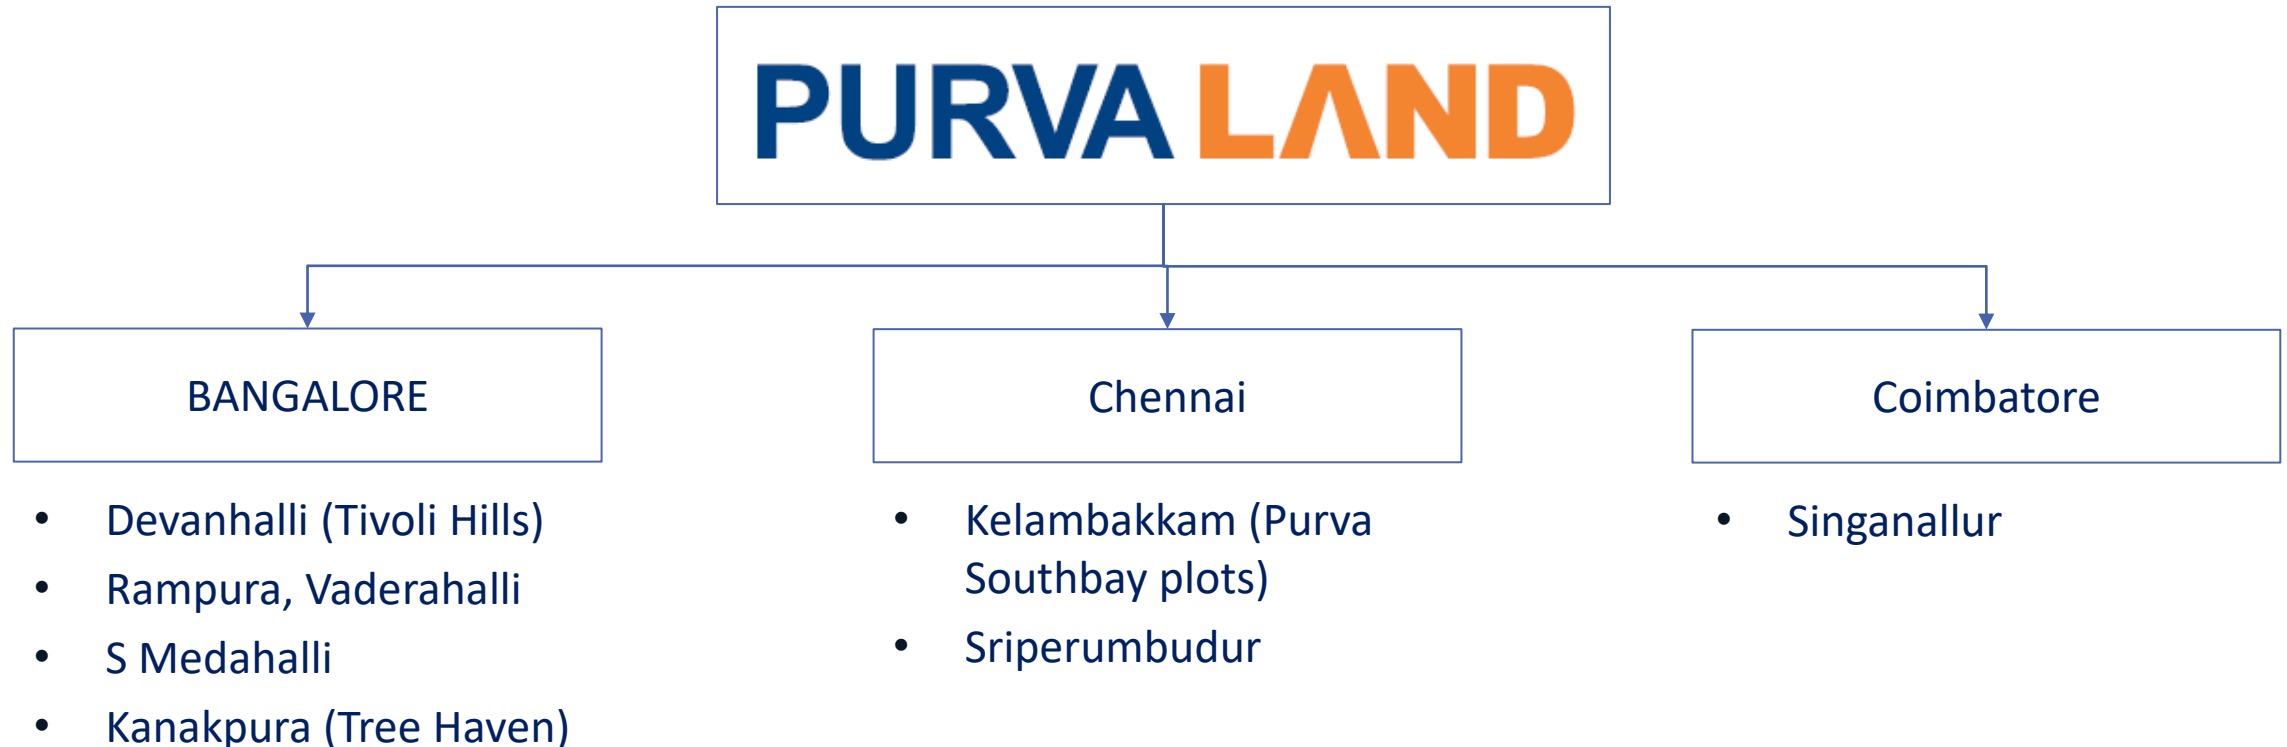 PURVA LAND
BANGALORE
• Devanhalli (Tivoli Hills)
• Rampura, Vaderahalli
• S Medahalli
• Kanakpura (Tree Haven)
Chennai
• Kelambakkam (Purva
Southbay plots)
• Sriperumbudur
Coimbatore
• Singanallur